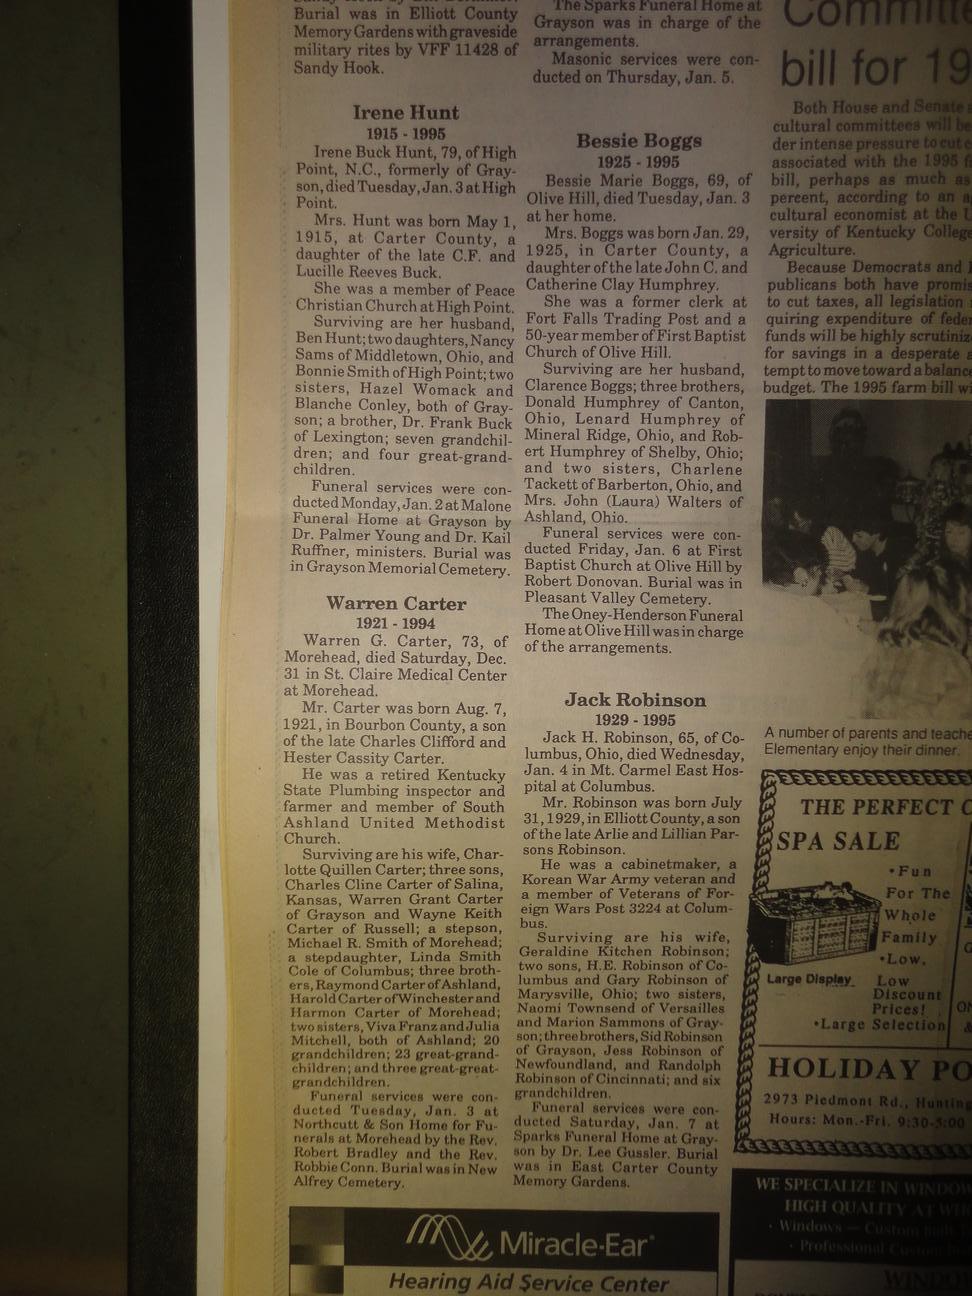 Burial was in Elliott County
Memory Gardens with graveside
military rites by VFF 11428 of
Sandy Hook.
Irene Hunt
1915 - 1995
Irene Buck Hunt, 79, of High
Point, N.C., formerly of Gray-
son, died Tuesday, Jan. 3 at High
Point.
Mrs. Hunt was born May 1,
1915, at Carter County, a
daughter of the late C.F. and
Lucille Reeves Buck.
She was a member of Peace
Christian Church at High Point.
Surviving are her husband,
Ben Hunt; two daughters, Nancy
Sams of Middletown, Ohio, and
Bonnie Smith of High Point; two
sisters, Hazel Womack and
Blanche Conley, both of Gray-
son; a brother, Dr. Frank Buck
of Lexington; seven grandchil-
dren; and four great-grand-
children.
Funeral services were con-
ducted Monday, Jan. 2 at Malone
Funeral Home at Grayson by
Dr. Palmer Young and Dr. Kail
Ruffner, ministers. Burial was
in Grayson Memorial Cemetery.
Warren Carter
1921 - 1994
Warren G. Carter, 73, of
Morehead, died Saturday, Dec.
31 in St. Claire Medical Center
at Morehead.
Mr. Carter was born Aug. 7,
1921, in Bourbon County, a son
of the late Charles Clifford and
Hester Cassity Carter.
He was a retired Kentucky
State Plumbing inspector and
farmer and member of South
Ashland United Methodist
Church.
Surviving are his wife, Char-
lotte Quillen Carter; three sons,
Charles Cline Carter of Salina,
Kansas, Warren Grant Carter
of Grayson and Wayne Keith
Carter of Russell; a stepson,
Michael R. Smith of Morehead;
a stepdaughter, Linda Smith
Cole of Columbus; three broth-
ers, Raymond Carter of Ashland,
Harold Carter of Winchester and
Harmon Carter of Morehead;
two sisters, Viva Franz and Julia
Mitchell, both of Ashland; 20
grandchildren; 23 great-grand-
children; and three great-great-
grandchildren.
Funeral services were con-
ducted Tuesday, Jan. 3 at
Northcutt & Son Home for Fu-
nerals at Morehead by the Rev.
Robert Bradley and the Rev.
Robbie Conn. Burial was in New
Alfrey Cemetery.
The Sparks Funeral Home at
Grayson was in charge of the
arrangements.
Masonic services were con-
ducted on Thursday, Jan. 5.
Bessie Boggs
1925 - 1995
Bessie Marie Boggs, 69, of
Olive Hill, died Tuesday, Jan. 3
at her home.
Mrs. Boggs was born Jan. 29,
1925, in Carter County, a
daughter of the late John C. and
Catherine Clay Humphrey.
She was a former clerk at
Fort Falls Trading Post and a
50-year member of First Baptist
Church of Olive Hill.
Surviving are her husband,
Clarence Boggs; three brothers,
Donald Humphrey of Canton,
Ohio, Lenard Humphrey of
Mineral Ridge, Ohio, and Rob-
ert Humphrey of Shelby, Ohio;
and two sisters, Charlene
Tackett of Barberton, Ohio, and
Mrs. John (Laura) Walters of
Ashland, Ohio.
Funeral services were con-
ducted Friday, Jan. 6 at First
Baptist Church at Olive Hill by
Robert Donovan. Burial was in
Pleasant Valley Cemetery.
The Oney-Henderson Funeral
Home at Olive Hill was in charge
of the arrangements.
Jack Robinson
1929 - 1995
Jack H. Robinson, 65, of Co-
lumbus, Ohio, died Wednesday,
Jan. 4 in Mt. Carmel East Hos-
pital at Columbus.
Mr. Robinson was born July
31, 1929, in Elliott County, a son
of the late Arlie and Lillian Par-
sons Robinson.
He was a cabinetmaker, a
Korean War Army veteran and
a member of Veterans of For-
eign Wars Post 3224 at Colum-
bus.
Surviving are his wife,
Geraldine Kitchen Robinson;
two sons, H.E. Robinson of Co-
lumbus and Gary Robinson of
Marysville, Ohio; two sisters,
Naomi Townsend of Versailles
and Marion Sammons of Gray-
son; three brothers, Sid Robinson
of Grayson, Jess Robinson of
Newfoundland, and Randolph
Robinson of Cincinnati; and six
grandchildren.
Funeral services were con-
ducted Saturday, Jan. 7 at
Sparks Funeral Home at Gray-
son by Dr. Lee Gussler. Burial
was in East Carter County
Memory Gardens.
Miracle-Ear
Hearing Aid Service Center
Committe
bill for 19
Both House and Senate
cultural committees will be
der intense pressure to cut
associated with the 1995
bill, perhaps as much as
percent, according to an
cultural economist at the
versity of Kentucky College
Agriculture.
Because Democrats and
publicans both have promis
to cut taxes, all legislation
quiring expenditure of feder
funds will be highly scrutiniz
for savings in a desperate
tempt to move toward a balanc
budget. The 1995 farm bill wi
A number of parents and teache
Elementary enjoy their dinner.
THE PERFECT
SPA SALE
•Fun
For The
Whole
Family
•Low,
Low
Discount
Prices!
•Large Selection
Large Display
HOLIDAY PO
2973 Piedmont Rd., Hunting
Hours: Mon.-Fri. 9:30-5:00
WE SPECIALIZE IN WINDOW
HIGH QUALITY AT
• Windows — Custom
• Professional Custom